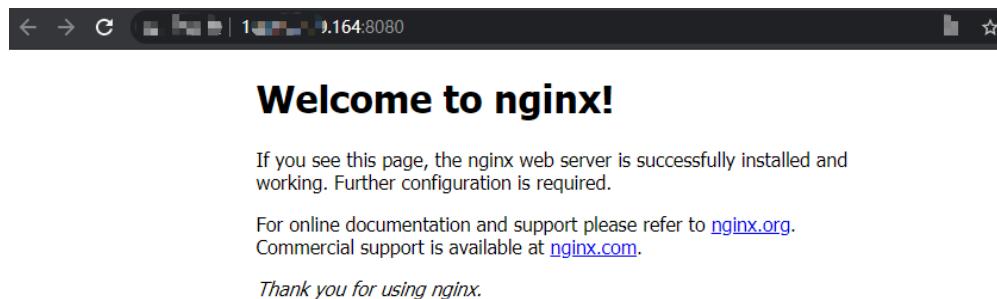 .164:8080
Welcome to nginx!
If you see this page, the nginx web server is successfully installed and
working. Further configuration is required.
For online documentation and support please refer to nginx.org.
Commercial support is available at nginx.com.
Thank you for using nginx.